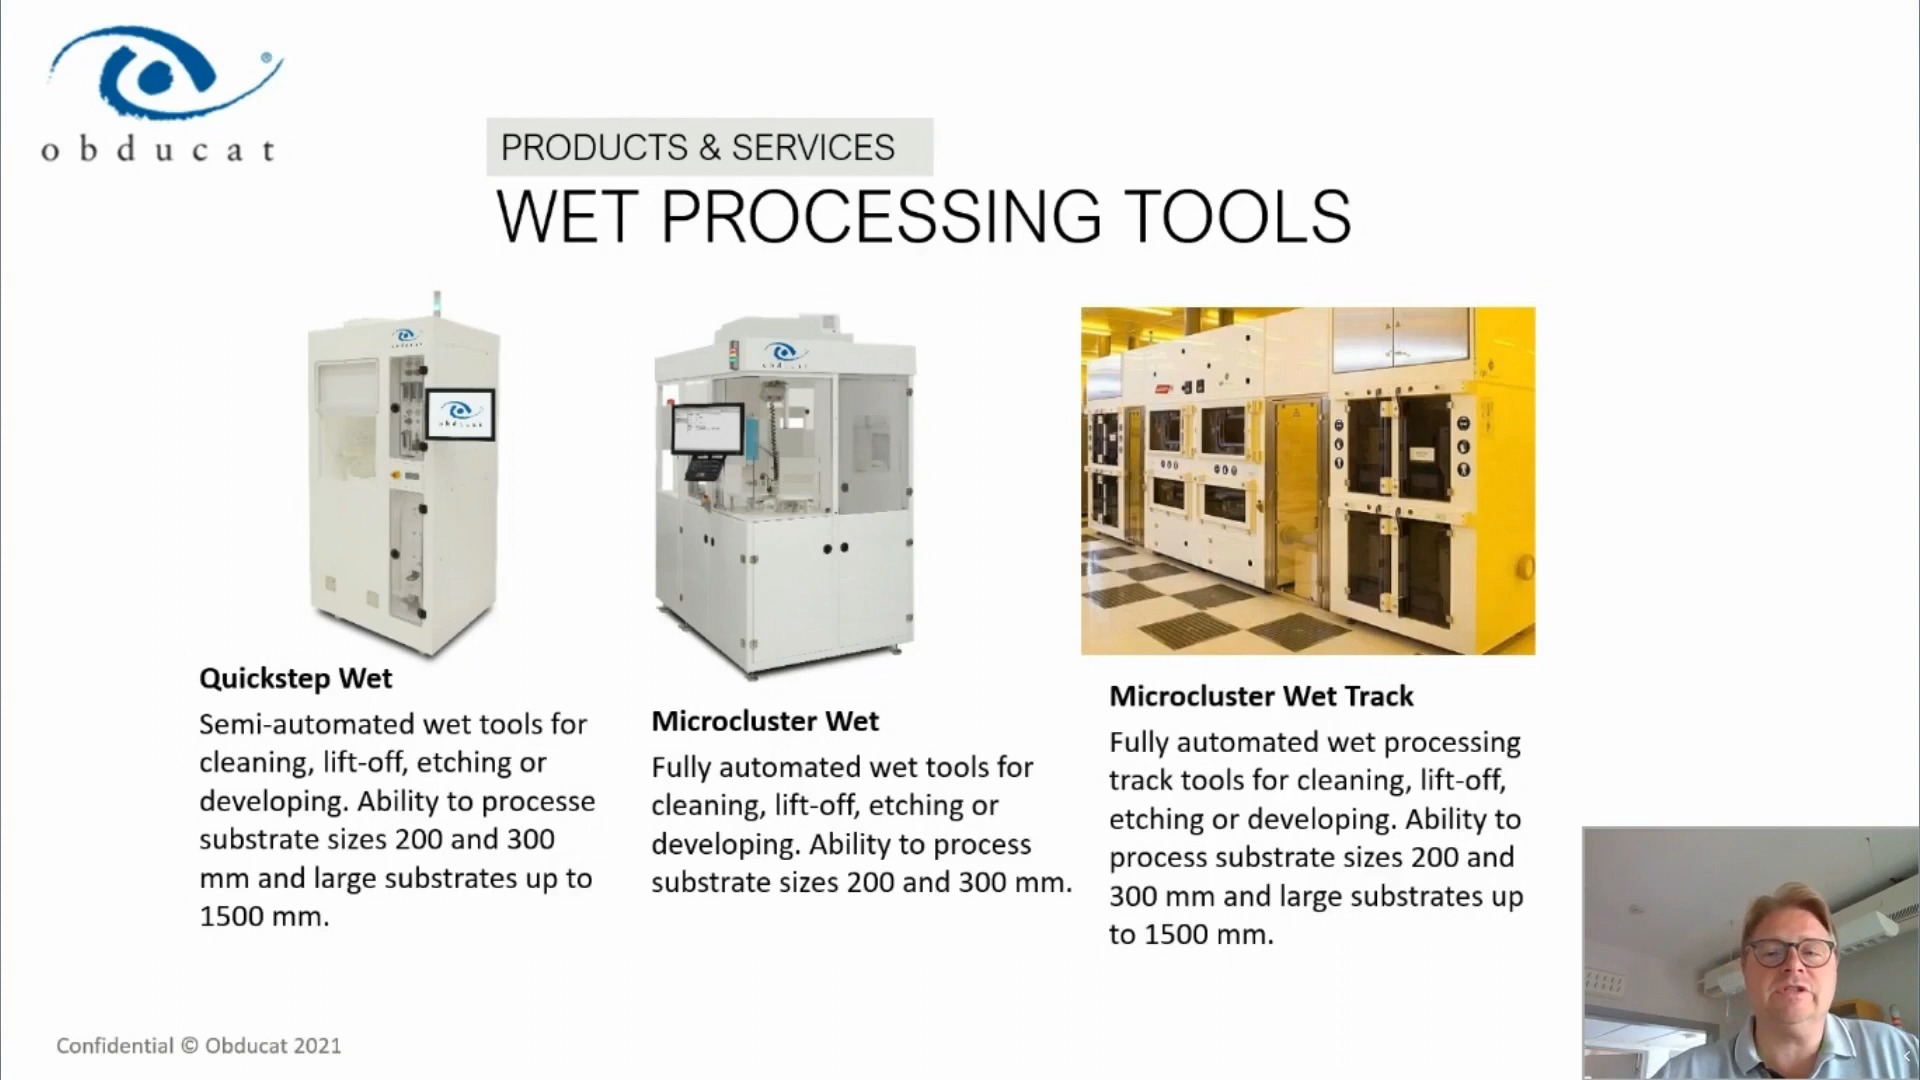 obducat
®
PRODUCTS & SERVICES
WET PROCESSING TOOLS
obducat
obducat
obducat
Quickstep Wet
Semi-automated wet tools for
cleaning, lift-off, etching or
developing. Ability to processe
substrate sizes 200 and 300
mm and large substrates up to
1500 mm.
Microcluster Wet
Fully automated wet tools for
cleaning, lift-off, etching or
developing. Ability to process
substrate sizes 200 and 300 mm.
Microcluster Wet Track
Fully automated wet processing
track tools for cleaning, lift-off,
etching or developing. Ability to
process substrate sizes 200 and
300 mm and large substrates up
to 1500 mm.
Confidential © Obducat 2021